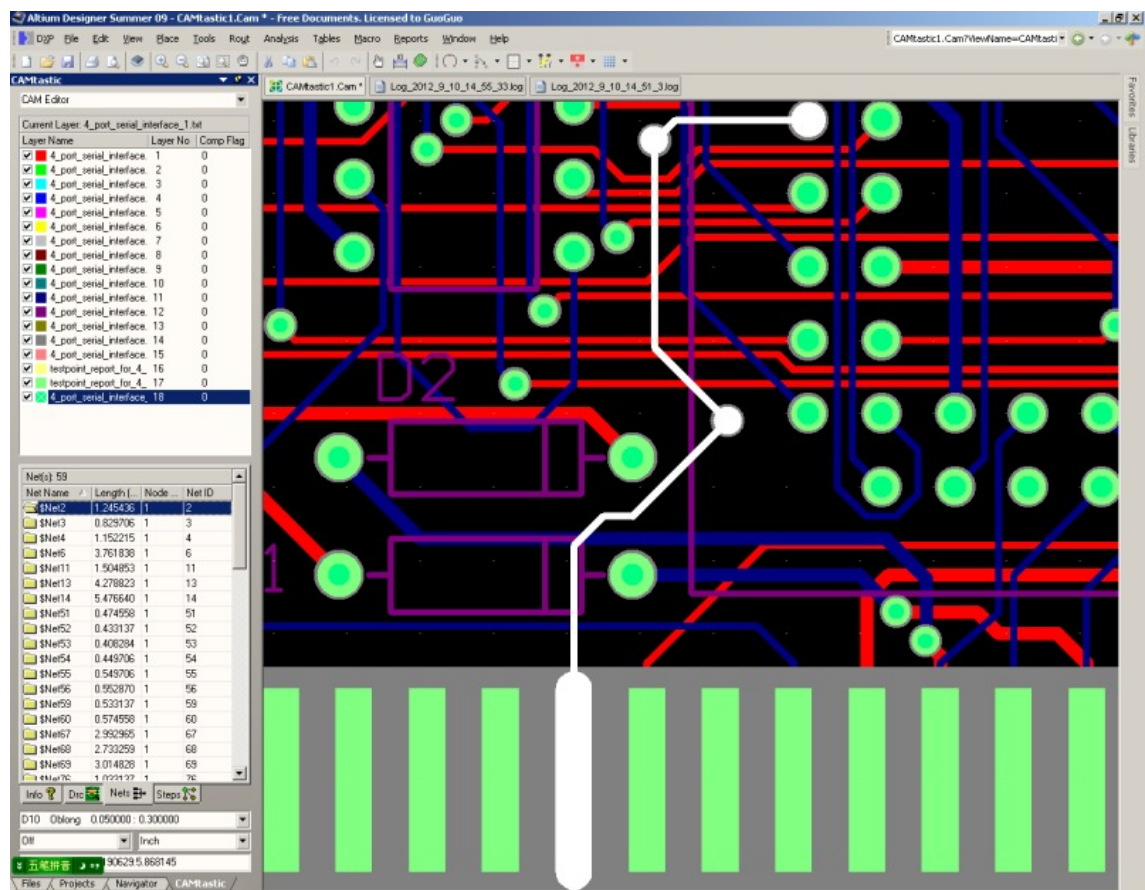 Altium Designer Summer 09 - CAMtastic1.Cam * - Free Documents. Licensed to GuoGuo
DXP File Edit View Place Tools Rout Analysis Tables Macro Reports Window Help
CAMtastic1.Cam?ViewName=CAMtasti
CAMtastic
CAMtastic1.Cam * Log_2012_9_10_14_55_33.log Log_2012_9_10_14_51_3.log
CAM Editor
Favorites
Libraries
Current Layer: 4_port_serial_interface_1.txt
Layer Name Layer No Comp Flag
4_port_serial_interface. 1 0
4_port_serial_interface. 2 0
4_port_serial_interface. 3 0
4_port_serial_interface. 4 0
4_port_serial_interface. 5 0
4_port_serial_interface. 6 0
4_port_serial_interface. 7 0
4_port_serial_interface. 8 0
4_port_serial_interface. 9 0
4_port_serial_interface. 10 0
4_port_serial_interface. 11 0
4_port_serial_interface. 12 0
4_port_serial_interface. 13 0
4_port_serial_interface. 14 0
4_port_serial_interface. 15 0
testpoint_report_for_4_ 16 0
testpoint_report_for_4_ 17 0
4_port_serial_interface_ 18 0
D2
1
Net(s): 59
Net Name Length (... Node ... Net ID
$Net2 1.245436 1 2
$Net3 0.829706 1 3
$Net4 1.152215 1 4
$Net6 3.761838 1 6
$Net11 1.504853 1 11
$Net13 4.278823 1 13
$Net14 5.476640 1 14
$Net51 0.474558 1 51
$Net52 0.433137 1 52
$Net53 0.408284 1 53
$Net54 0.449706 1 54
$Net55 0.549706 1 55
$Net56 0.552870 1 56
$Net59 0.533137 1 59
$Net60 0.574558 1 60
$Net67 2.992965 1 67
$Net68 2.733259 1 68
$Net69 3.014828 1 69
$Net76 1.033137 1 76
Info Drc Nets Steps
D10 Oblong 0.050000 : 0.300000
Off Inch
五笔拼音 90629:5.868145
Files Projects Navigator CAMtastic